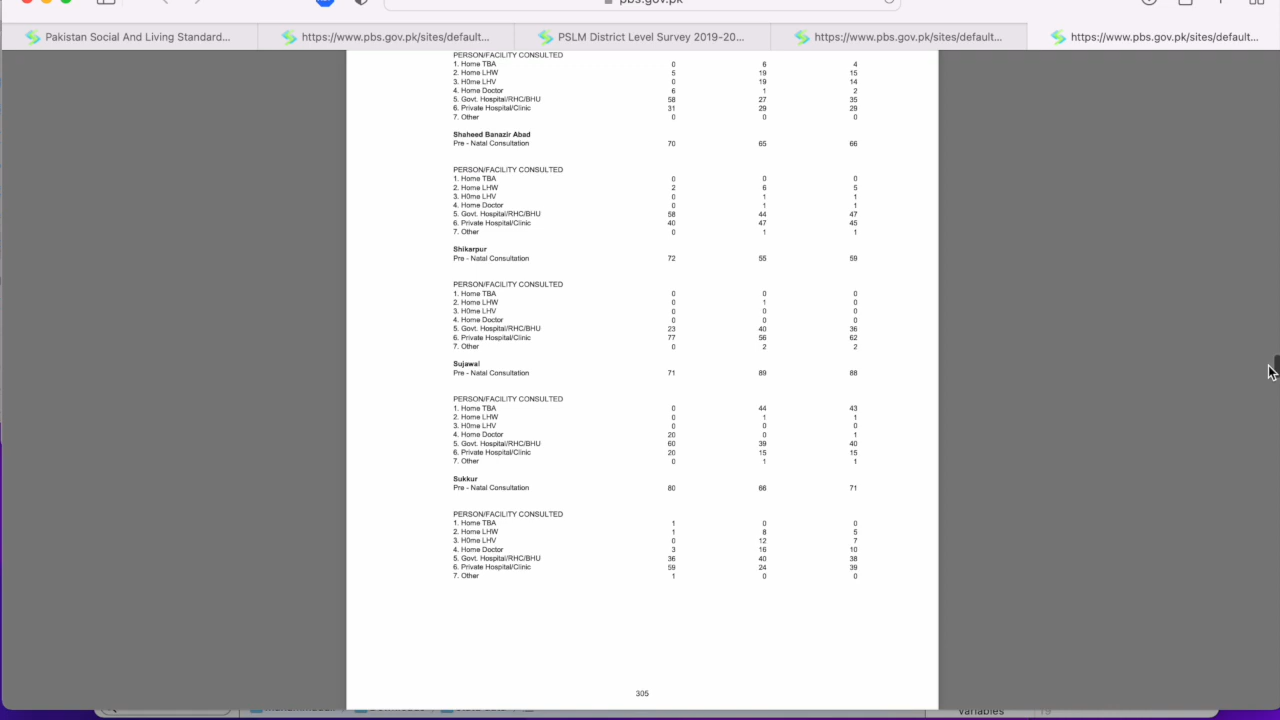 pbs.gov.pk
Pakistan Social And Living Standard... https://www.pbs.gov.pk/sites/default... PSLM District Level Survey 2019-20... https://www.pbs.gov.pk/sites/default... https://www.pbs.gov.pk/sites/default...
PERSON/FACILITY CONSULTED
1. Home TBA 0 6 4
2. Home LHW 5 19 15
3. H0me LHV 0 19 14
4. Home Doctor 6 1 2
5. Govt. Hospital/RHC/BHU 58 27 35
6. Private Hospital/Clinic 31 29 29
7. Other 0 0 0
Shaheed Banazir Abad
Pre - Natal Consultation 70 65 66
PERSON/FACILITY CONSULTED
1. Home TBA 0 0 0
2. Home LHW 2 6 5
3. H0me LHV 0 1 1
4. Home Doctor 0 1 1
5. Govt. Hospital/RHC/BHU 58 44 47
6. Private Hospital/Clinic 40 47 45
7. Other 0 1 1
Shikarpur
Pre - Natal Consultation 72 55 59
PERSON/FACILITY CONSULTED
1. Home TBA 0 0 0
2. Home LHW 0 1 0
3. H0me LHV 0 0 0
4. Home Doctor 0 0 0
5. Govt. Hospital/RHC/BHU 23 40 36
6. Private Hospital/Clinic 77 56 62
7. Other 0 2 2
Sujawal
Pre - Natal Consultation 71 89 88
PERSON/FACILITY CONSULTED
1. Home TBA 0 44 43
2. Home LHW 0 1 1
3. H0me LHV 0 0 0
4. Home Doctor 20 0 1
5. Govt. Hospital/RHC/BHU 60 39 40
6. Private Hospital/Clinic 20 15 15
7. Other 0 1 1
Sukkur
Pre - Natal Consultation 80 66 71
PERSON/FACILITY CONSULTED
1. Home TBA 1 0 0
2. Home LHW 1 8 5
3. H0me LHV 0 12 7
4. Home Doctor 3 16 10
5. Govt. Hospital/RHC/BHU 36 40 38
6. Private Hospital/Clinic 59 24 39
7. Other 1 0 0
305
Variables 19